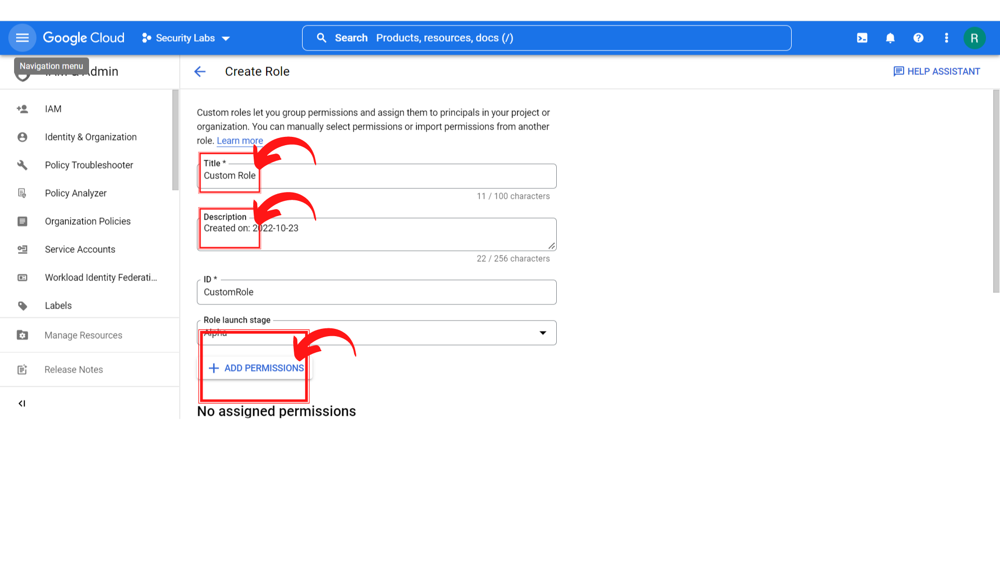 Google Cloud
Security Labs
Search Products, resources, docs (/)
R
Navigation menu
IAM & Admin
Create Role
HELP ASSISTANT
IAM
Identity & Organization
Policy Troubleshooter
Policy Analyzer
Organization Policies
Service Accounts
Workload Identity Federati...
Labels
Manage Resources
Release Notes
Custom roles let you group permissions and assign them to principals in your project or
organization. You can manually select permissions or import permissions from another
role. Learn more
Title *
Custom Role
11 / 100 characters
Description
Created on: 2022-10-23
22 / 256 characters
ID *
CustomRole
Role launch stage
Alpha
ADD PERMISSIONS
No assigned permissions